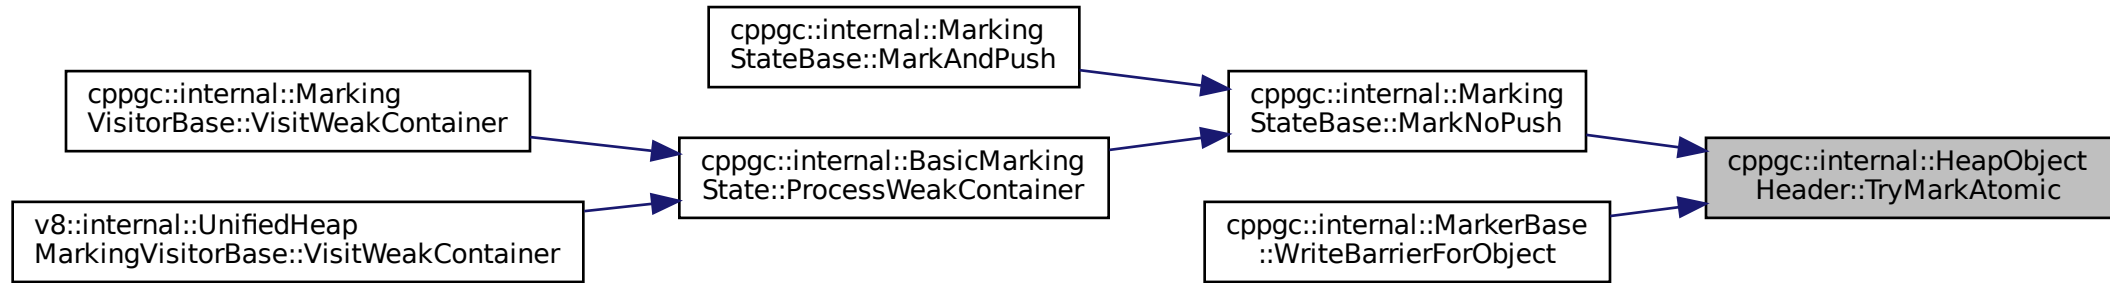 cppgc::internal::Marking
StateBase::MarkAndPush
cppgc::internal::Marking
VisitorBase::VisitWeakContainer
cppgc::internal::Marking
StateBase::MarkNoPush
cppgc::internal::BasicMarking
State::ProcessWeakContainer
cppgc::internal::HeapObject
Header::TryMarkAtomic
v8::internal::UnifiedHeap
MarkingVisitorBase::VisitWeakContainer
cppgc::internal::MarkerBase
::WriteBarrierForObject